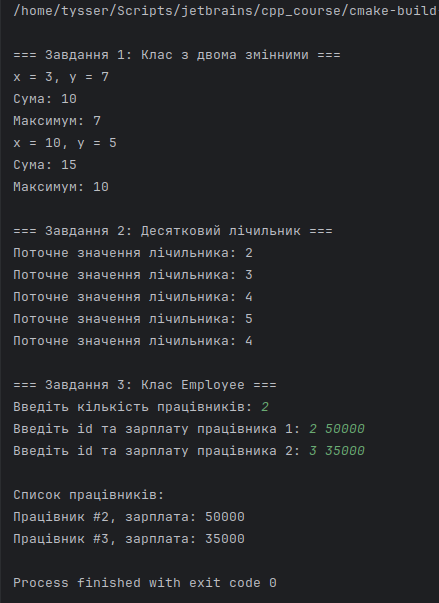 /home/tysser/Scripts/jetbrains/cpp_course/cmake-build
=== Завдання 1: Клас з двома змінними ===
x = 3, y = 7
Сума: 10
Максимум: 7
x = 10, y = 5
Сума: 15
Максимум: 10
=== Завдання 2: Десятковий лічильник ===
Поточне значення лічильника: 2
Поточне значення лічильника: 3
Поточне значення лічильника: 4
Поточне значення лічильника: 5
Поточне значення лічильника: 4
=== Завдання 3: Клас Employee ===
Введіть кількість працівників: 2
Введіть id та зарплату працівника 1: 2 50000
Введіть id та зарплату працівника 2: 3 35000
Список працівників:
Працівник #2, зарплата: 50000
Працівник #3, зарплата: 35000
Process finished with exit code 0